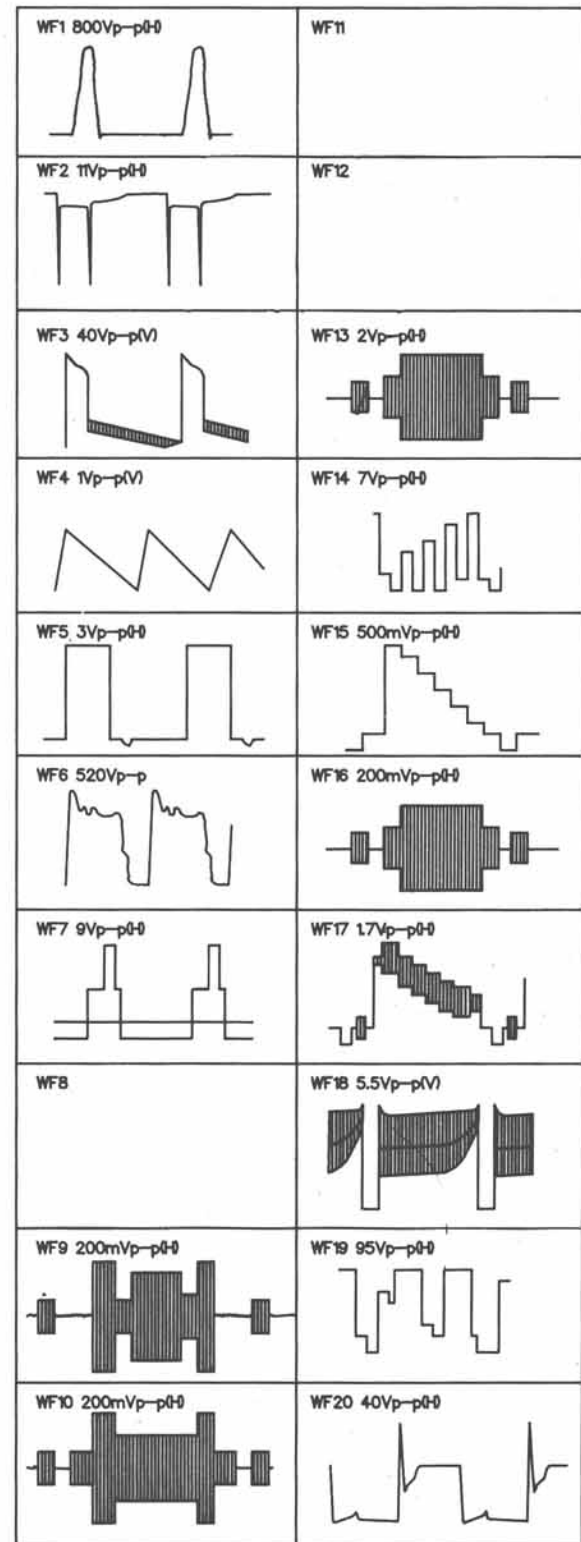 WF1 800Vp-p(H)
WF2 11Vp-p(H)
WF3 40Vp-p(V)
WF4 1Vp-p(V)
WF5 3Vp-p(H)
WF6 520Vp-p
WF7 9Vp-p(H)
WF8
WF9 200mVp-p(H)
WF10 200mVp-p(H)
WF11
WF12
WF13 2Vp-p(H)
WF14 7Vp-p(H)
WF15 500mVp-p(H)
WF16 200mVp-p(H)
WF17 1.7Vp-p(H)
WF18 5.5Vp-p(V)
WF19 95Vp-p(H)
WF20 40Vp-p(H)